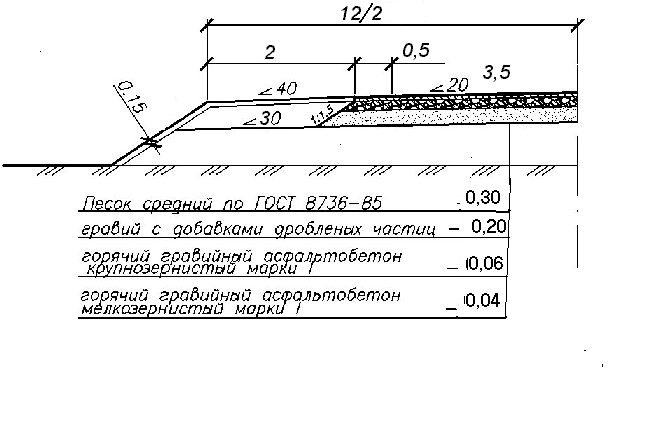 12/2
2
0,5
3,5
∠40
∠20
0.15
∠30
1:1,5
Песок средний по ГОСТ 8736-85 - 0,30
гравий с добавками дробленых частиц - 0,20
горячий гравийный асфальтобетон
крупнозернистый марки I - 0,06
горячий гравийный асфальтобетон
мелкозернистый марки I - 0,04